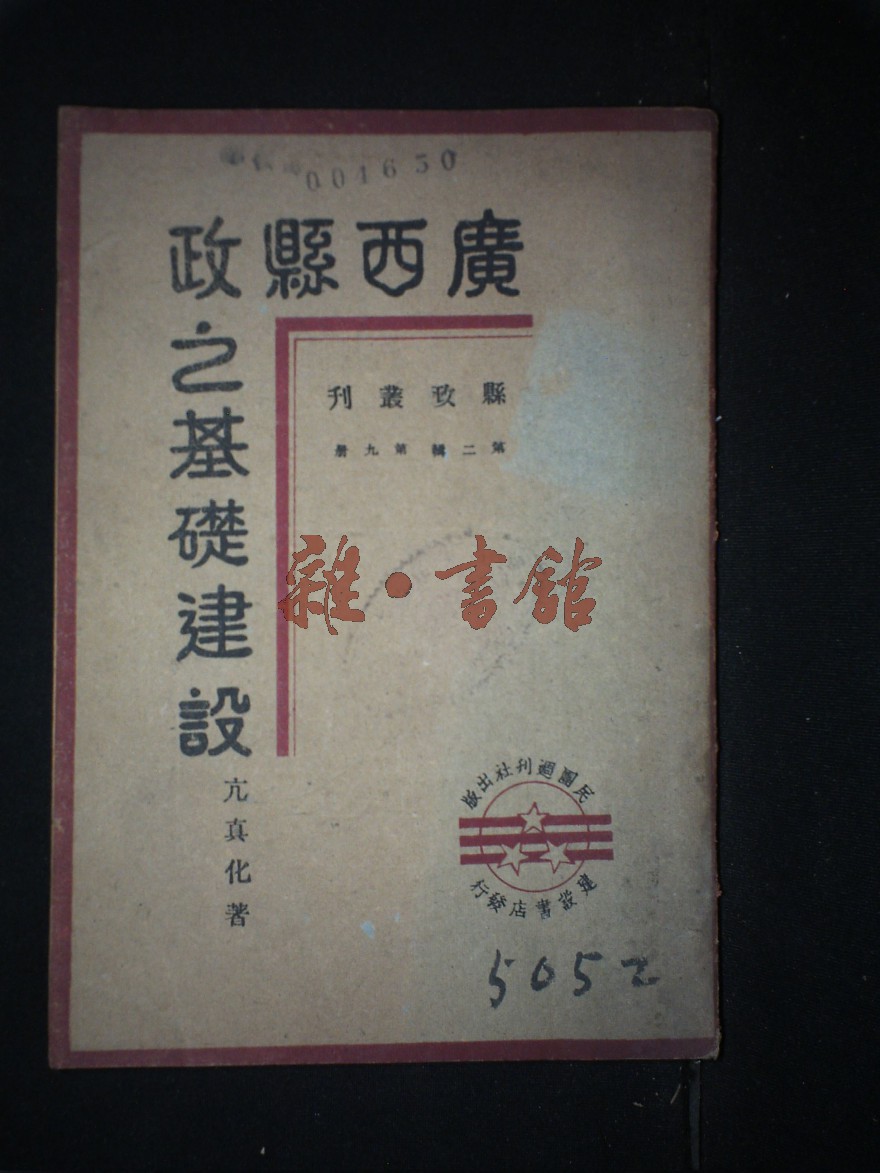 004650
廣西縣政之基礎建設
縣政叢刊
第二輯 第九册
雜·書館
亢真化著
民團週刊社出版
建設書店發行
5052